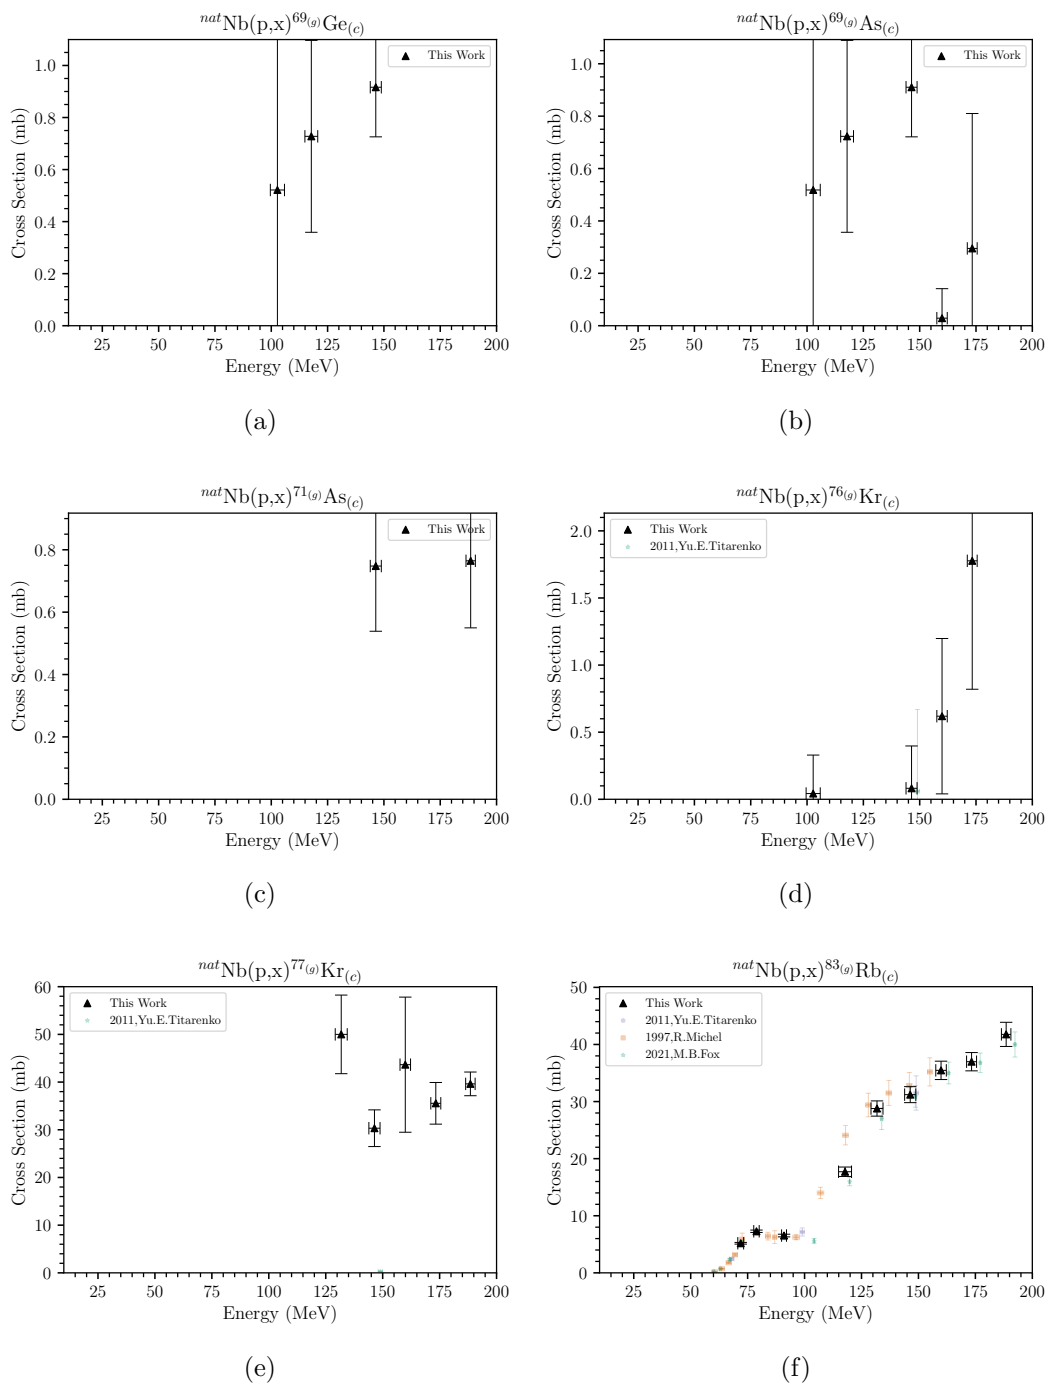 natNb(p,x)69(g)Ge(c)
This Work
Cross Section (mb)
1.0
0.8
0.6
0.4
0.2
0.0
25 50 75 100 125 150 175 200
Energy (MeV)
(a)
natNb(p,x)69(g)As(c)
This Work
Cross Section (mb)
1.0
0.8
0.6
0.4
0.2
0.0
25 50 75 100 125 150 175 200
Energy (MeV)
(b)
natNb(p,x)71(g)As(c)
This Work
Cross Section (mb)
0.8
0.6
0.4
0.2
0.0
25 50 75 100 125 150 175 200
Energy (MeV)
(c)
natNb(p,x)76(g)Kr(c)
This Work
2011,Yu.E.Titarenko
Cross Section (mb)
2.0
1.5
1.0
0.5
0.0
25 50 75 100 125 150 175 200
Energy (MeV)
(d)
natNb(p,x)77(g)Kr(c)
This Work
2011,Yu.E.Titarenko
Cross Section (mb)
60
50
40
30
20
10
0
25 50 75 100 125 150 175 200
Energy (MeV)
(e)
natNb(p,x)83(g)Rb(c)
This Work
2011,Yu.E.Titarenko
1997,R.Michel
2021,M.B.Fox
Cross Section (mb)
50
40
30
20
10
0
25 50 75 100 125 150 175 200
Energy (MeV)
(f)